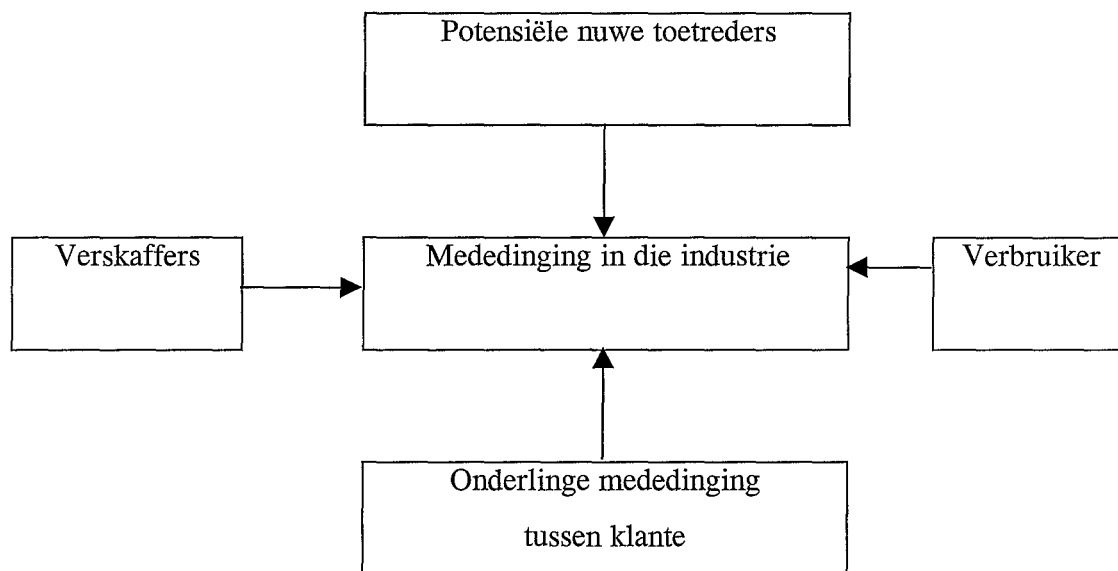 Potensiële nuwe toetreders
Verskaffers
Mededinging in die industrie
Verbruiker
Onderlinge mededinging
tussen klante